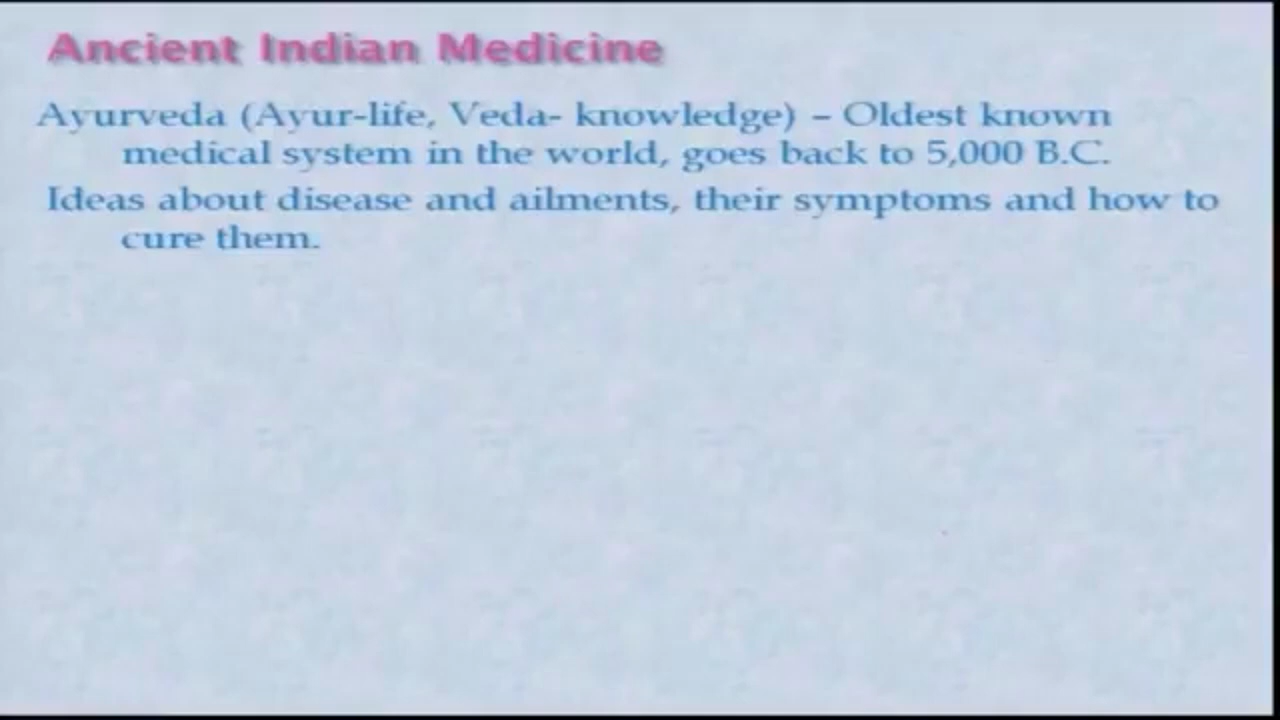 Ancient Indian Medicine
Ayurveda (Ayur-life, Veda- knowledge) – Oldest known
medical system in the world, goes back to 5,000 B.C.
Ideas about disease and ailments, their symptoms and how to
cure them.